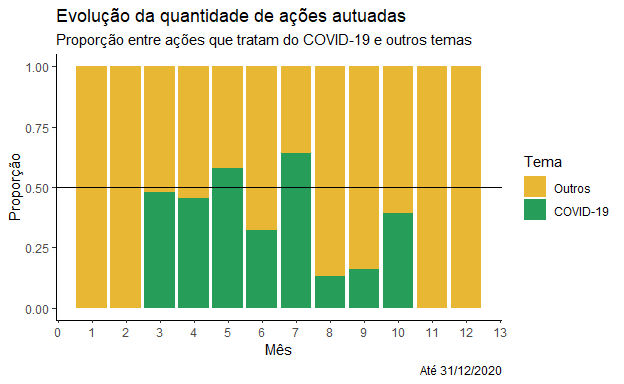 Evolução da quantidade de ações autuadas
Proporção entre ações que tratam do COVID-19 e outros temas
Proporção
1.00
0.75
0.50
0.25
0.00
0 1 2 3 4 5 6 7 8 9 10 11 12 13
Mês
Tema
Outros
COVID-19
Até 31/12/2020